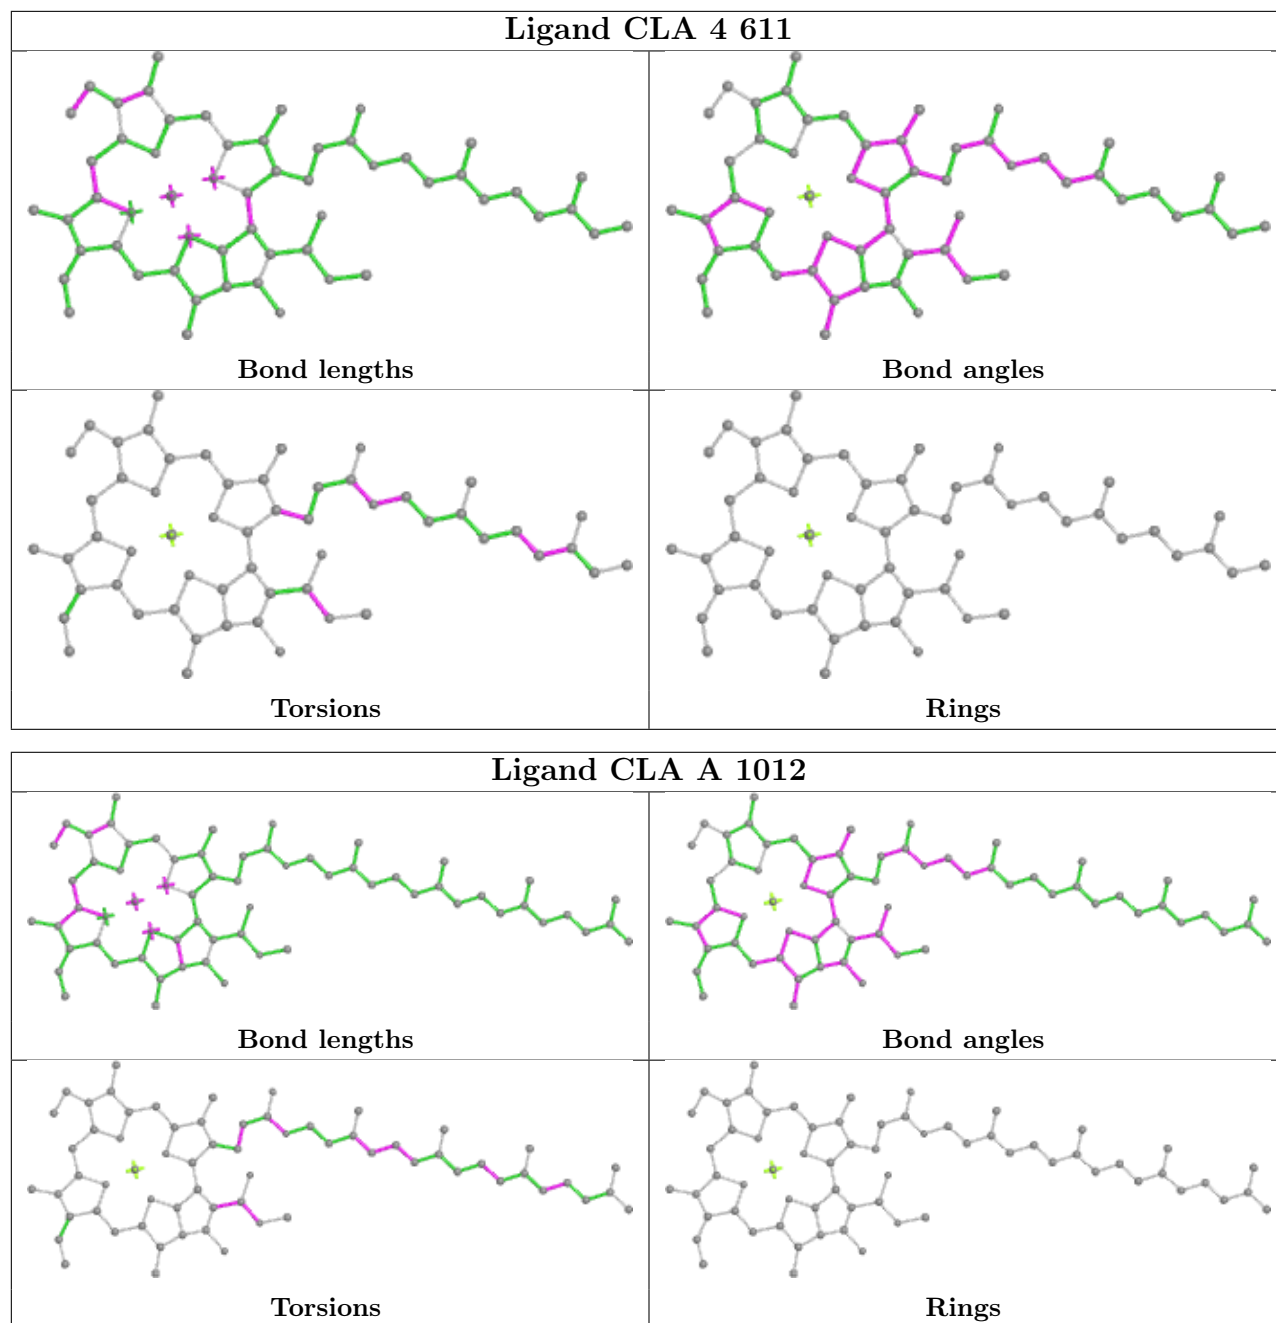 Ligand CLA 4 611
Bond lengths
Bond angles
Torsions
Rings
Ligand CLA A 1012
Bond lengths
Bond angles
Torsions
Rings